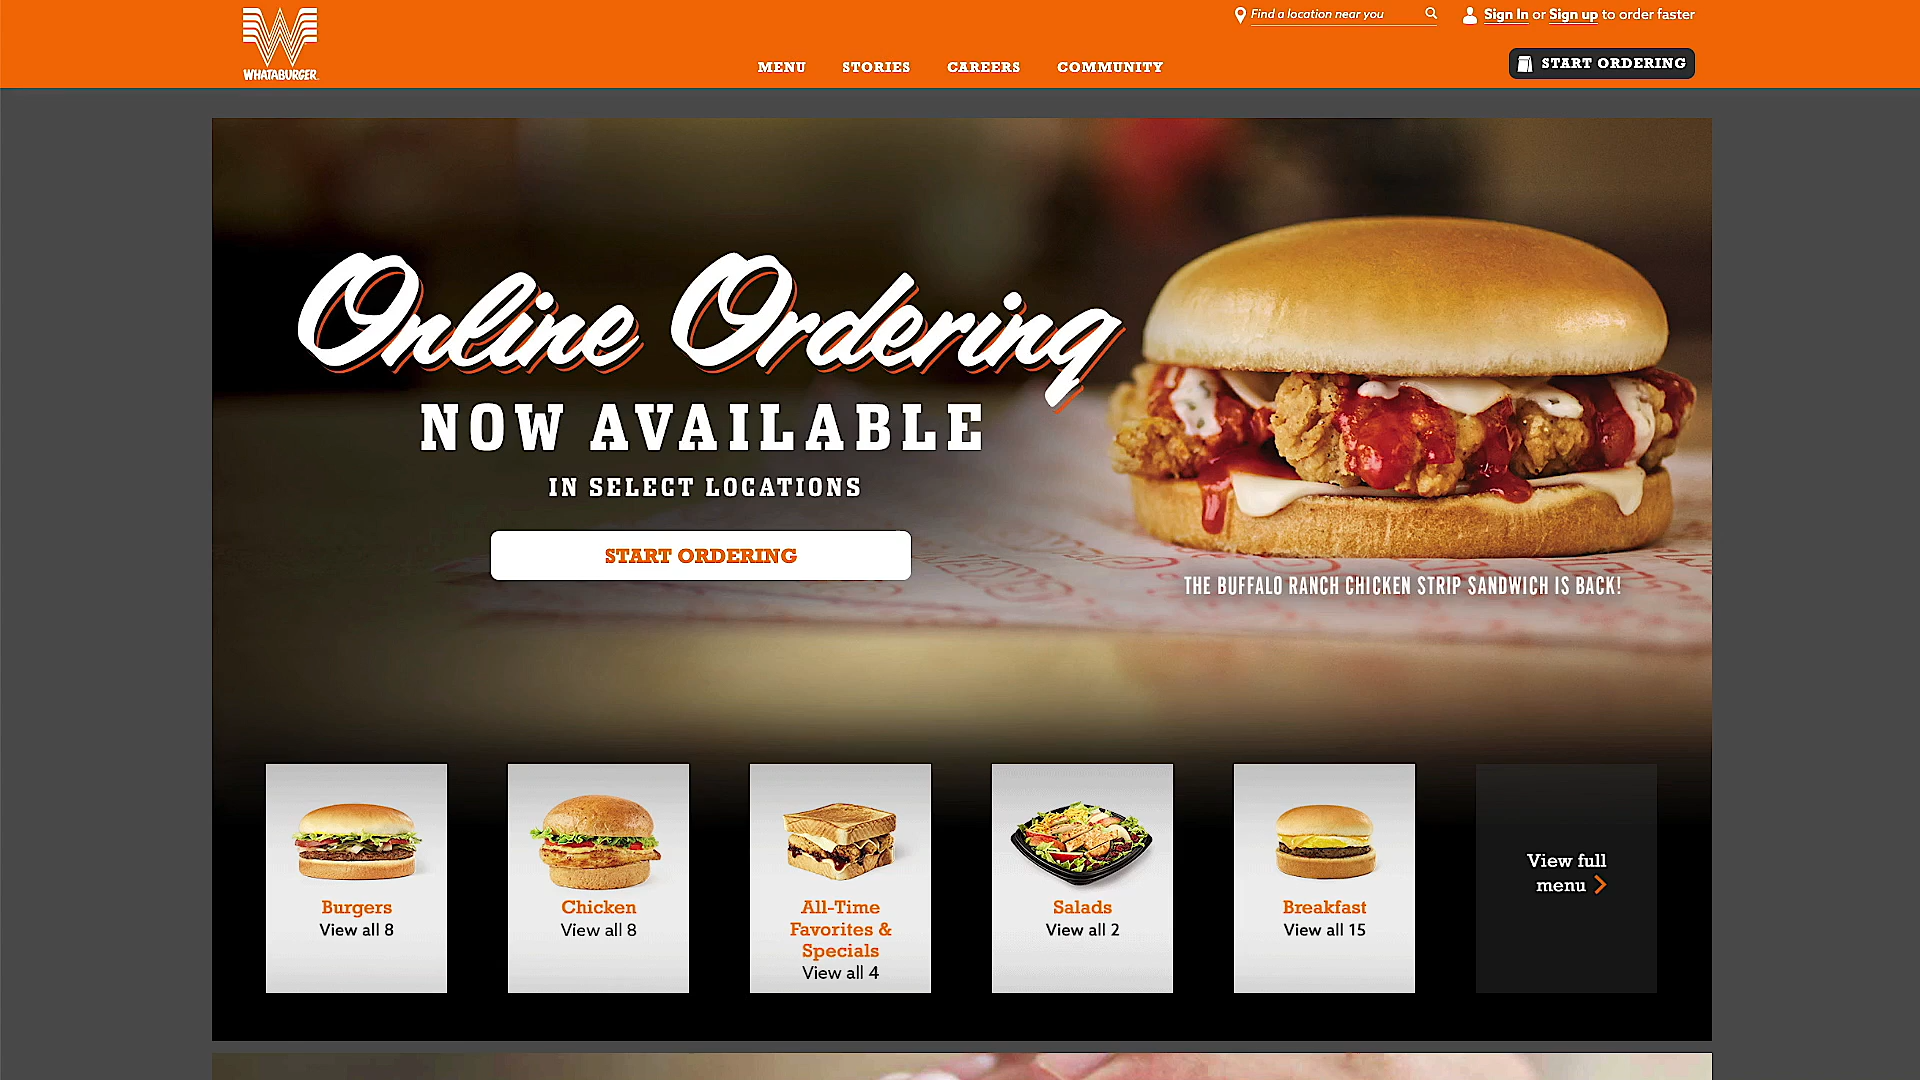 WHATABURGER
Find a location near you
Sign In or Sign up to order faster
MENU STORIES CAREERS COMMUNITY
START ORDERING
Online Ordering
NOW AVAILABLE
IN SELECT LOCATIONS
START ORDERING
THE BUFFALO RANCH CHICKEN STRIP SANDWICH IS BACK!
Burgers
View all 8
Chicken
View all 8
All-Time
Favorites &
Specials
View all 4
Salads
View all 2
Breakfast
View all 15
View full
menu